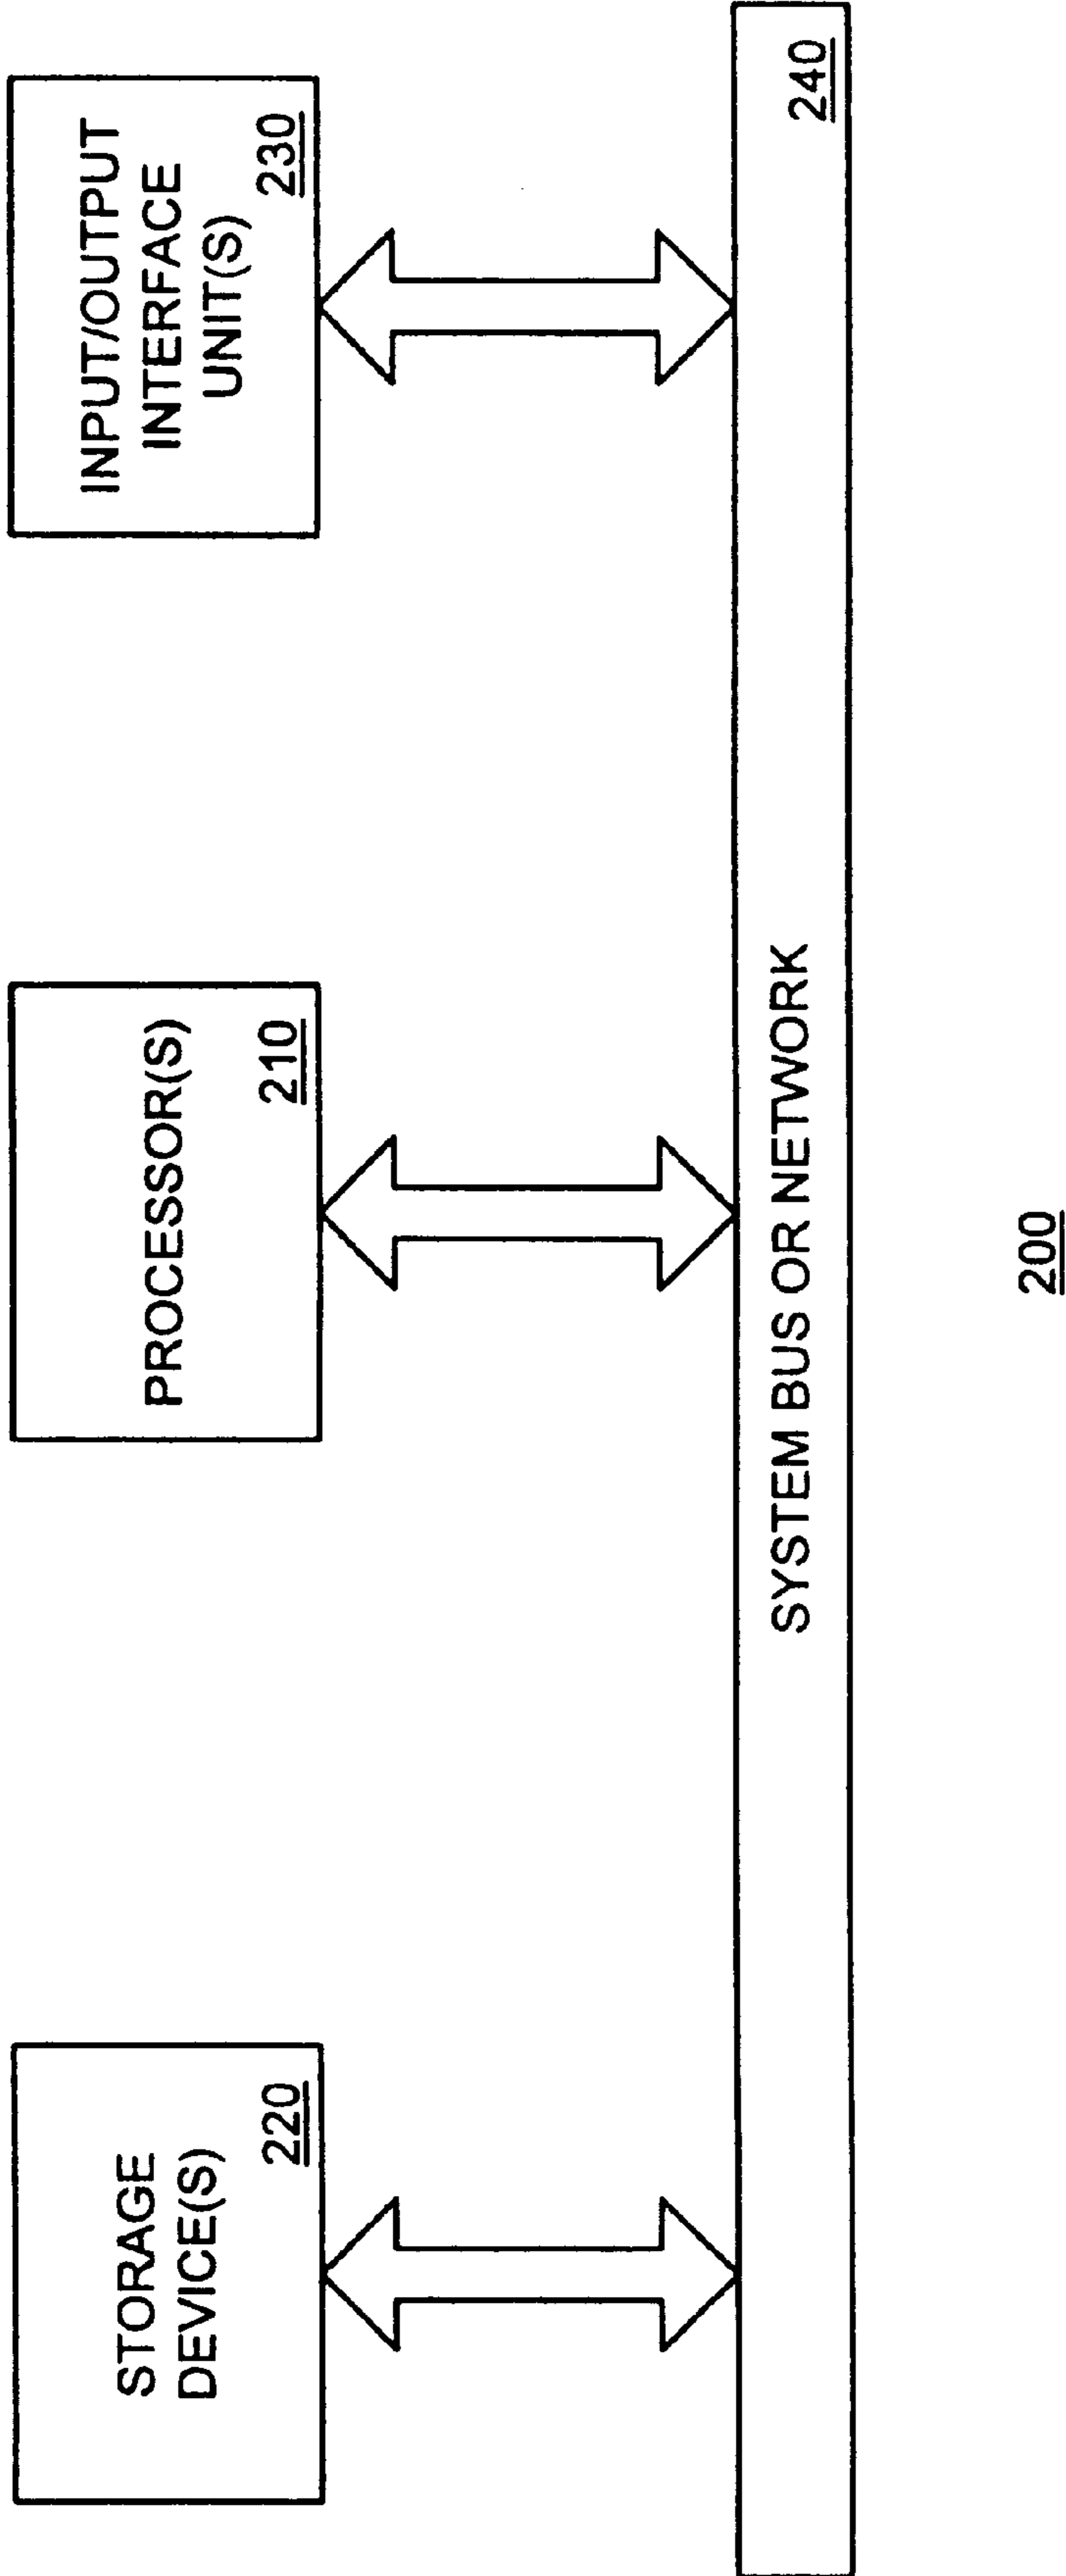 STORAGE
DEVICE(S)
220
PROCESSOR(S)
210
INPUT/OUTPUT
INTERFACE
UNIT(S)
230
SYSTEM BUS OR NETWORK
240
200